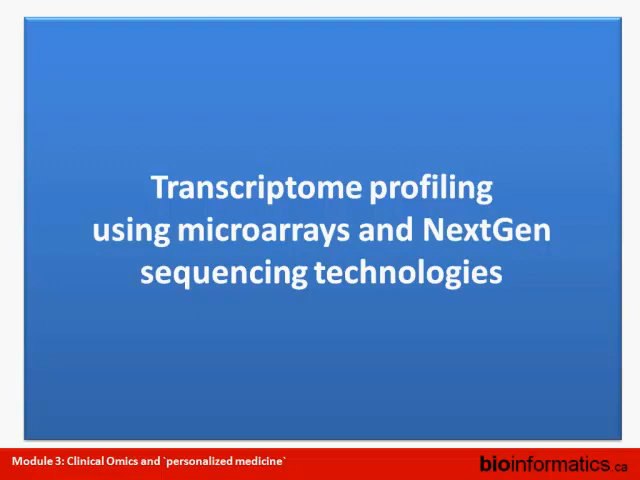 Transcriptome profiling
using microarrays and NextGen
sequencing technologies
Module 3: Clinical Omics and `personalized medicine`
bioinformatics.ca